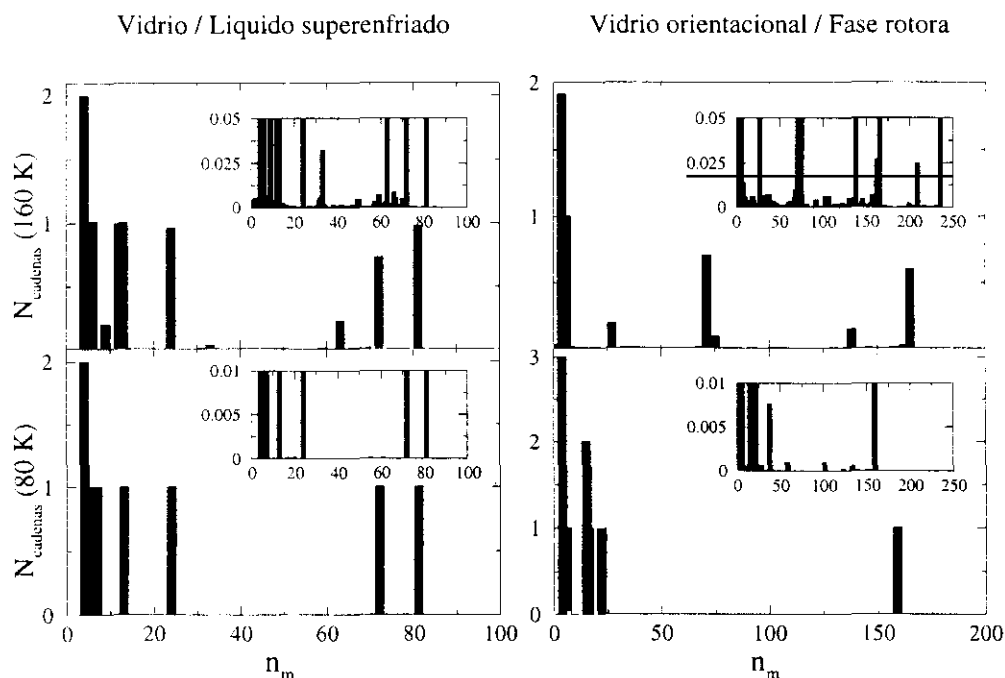 Vidrio / Liquido superenfriado
Vidrio orientacional / Fase rotora
N_cadenas (160 K)
2
1
0.05
0.025
0
0 20 40 60 80 100
2
1
0.05
0.025
0
0 50 100 150 200 250
N_cadenas (80 K)
2
1
0
0.01
0.005
0
0 20 40 60 80 100
0 20 40 60 80 100
n_m
3
2
1
0
0.01
0.005
0
0 50 100 150 200 250
0 50 100 150 200
n_m